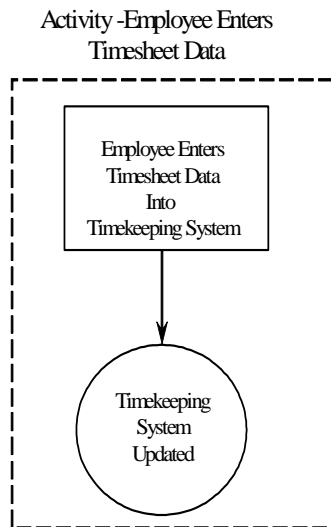 Activity -Employee Enters
Timesheet Data
Employee Enters
Timesheet Data
Into
Timekeeping System
Timekeeping
System
Updated